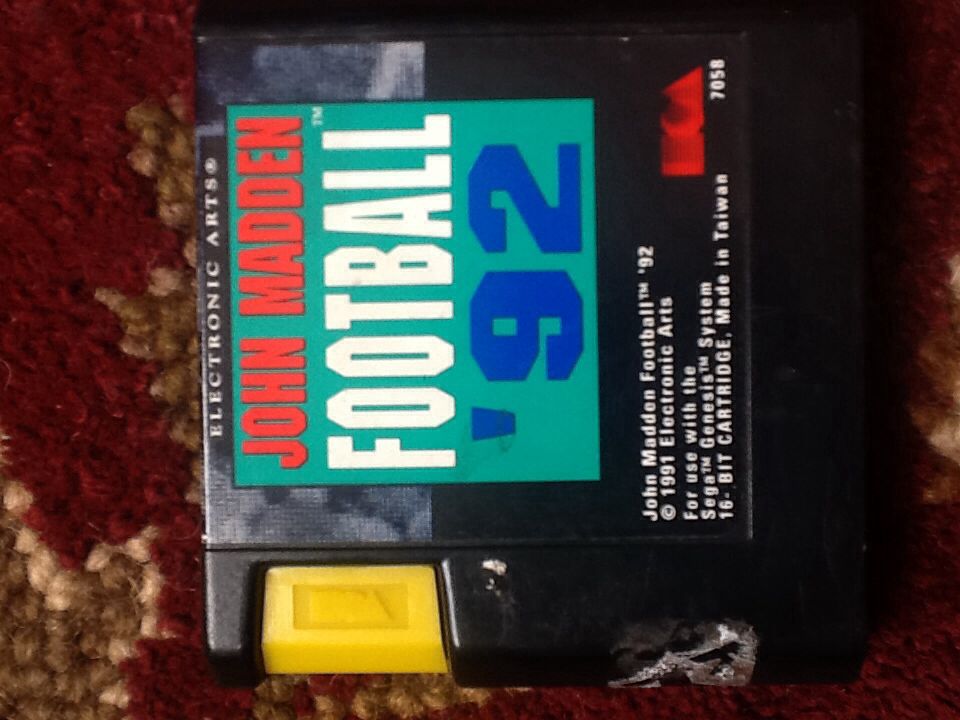 ELECTRONIC ARTS®
JOHN MADDEN
FOOTBALL™
'92
John Madden Football™ '92
© 1991 Electronic Arts
For use with the
Sega™ Genesis™ System
16- BIT CARTRIDGE, Made in Taiwan
EA
7058